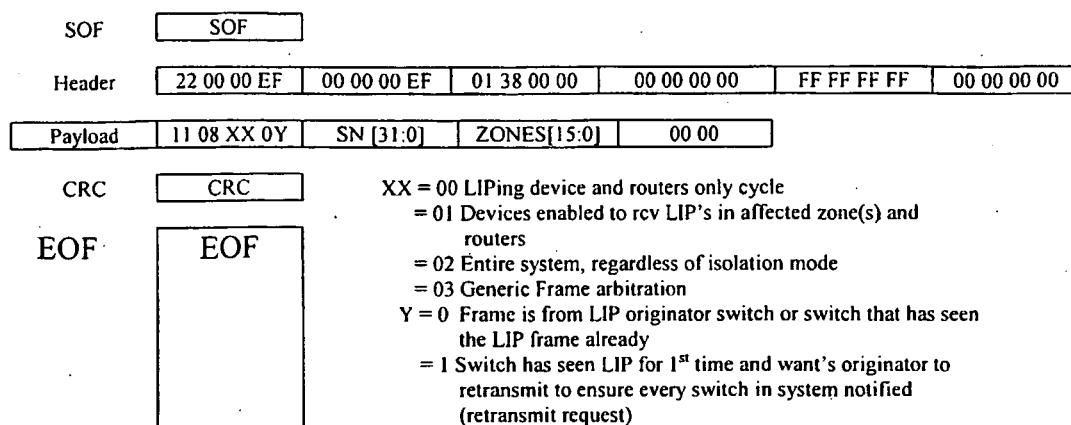 SOF SOF
Header 22 00 00 EF 00 00 00 EF 01 38 00 00 00 00 00 00 FF FF FF FF 00 00 00 00
Payload 11 08 XX 0Y SN [31:0] ZONES[15:0] 00 00
CRC CRC
XX = 00 LIPing device and routers only cycle
= 01 Devices enabled to rcv LIP's in affected zone(s) and
routers
EOF EOF
= 02 Entire system, regardless of isolation mode
= 03 Generic Frame arbitration
Y = 0 Frame is from LIP originator switch or switch that has seen
the LIP frame already
= 1 Switch has seen LIP for 1st time and want's originator to
retransmit to ensure every switch in system notified
(retransmit request)